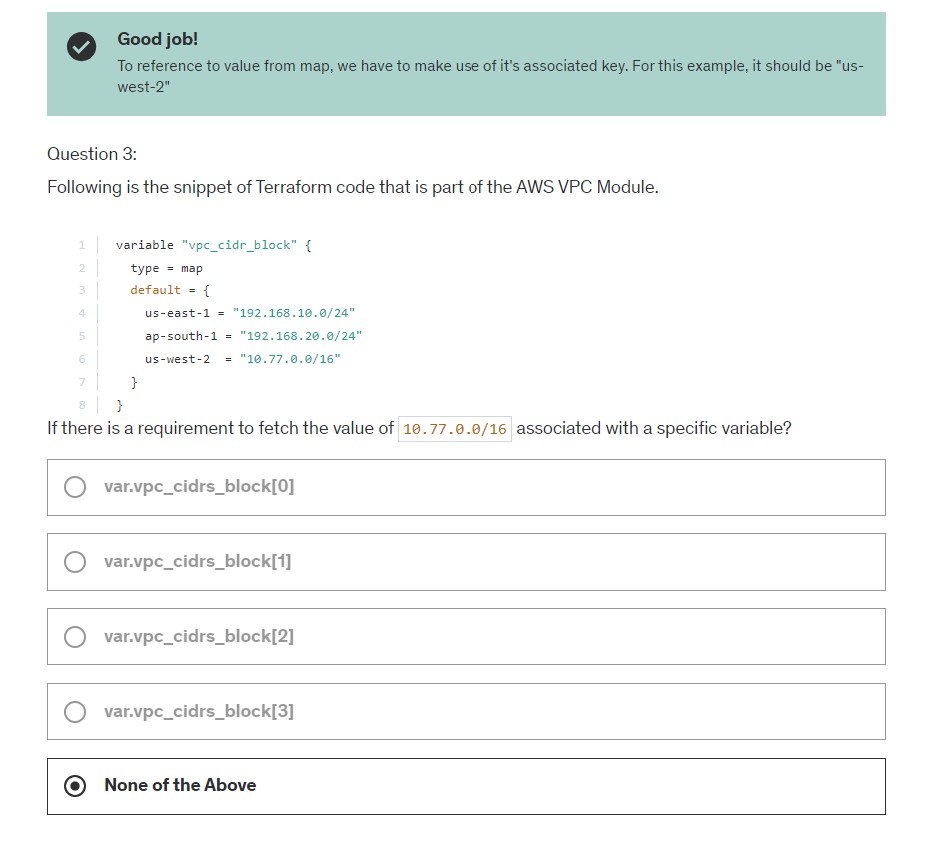 Good job!
To reference to value from map, we have to make use of it's associated key. For this example, it should be "us-
west-2"
Question 3:
Following is the snippet of Terraform code that is part of the AWS VPC Module.
1 variable "vpc_cidr_block" {
2 type = map
3 default = {
4 us-east-1 = "192.168.10.0/24"
5 ap-south-1 = "192.168.20.0/24"
6 us-west-2 = "10.77.0.0/16"
7 }
8 }
If there is a requirement to fetch the value of 10.77.0.0/16 associated with a specific variable?
var.vpc_cidrs_block[0]
var.vpc_cidrs_block[1]
var.vpc_cidrs_block[2]
var.vpc_cidrs_block[3]
None of the Above